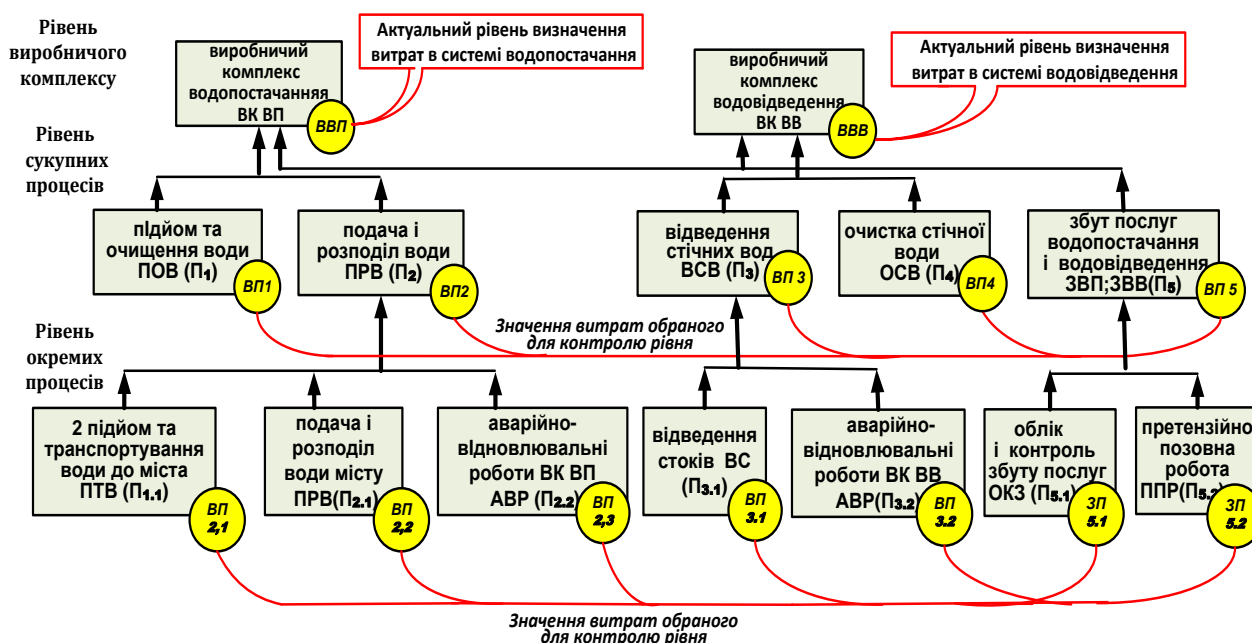 Рівень
виробничого
комплексу
виробничий
комплекс
водопостачаняя
ВК ВП
ВВП
Актуальний рівень визначення
витрат в системі водопостачання
виробничий
комплекс
водовідведення
ВК ВВ
ВВВ
Актуальний рівень визначення
витрат в системі водовідведення
Рівень
сукупних
процесів
підйом та
очищення води
ПОВ (П₁)
ВП1
подача і
розподіл води
ПРВ (П₂)
ВП2
відведення
стічних вод
ВСВ (П₃)
ВП 3
очистка стічної
води
ОСВ (П₄)
ВП4
збут послуг
водопостачання
і водовідведення
ЗВП;ЗВВ(П₅)
ВП 5
Значення витрат обраного
для контролю рівня
Рівень
окремих
процесів
2 підйом та
транспортування
води до міста
ПТВ (П₁.₁)
ВП
2,1
подача і
розподіл
води місту
ПРВ(П₂.₁)
ВП
2,2
аварійно-
відновлювальні
роботи ВК ВП
АВР (П₂.₂)
ВП
2,3
відведення
стоків ВС
(П₃.₁)
ВП
3.1
аварійно-
відновлювальні
роботи ВК ВВ
АВР(П₃.₂)
ВП
3.2
облік
і контроль
збуту послуг
ОКЗ (П₅.₁)
ЗП
5.1
претензійно-
позовна
робота
ППР(П₅.₂)
ЗП
5.2
Значення витрат обраного
для контролю рівня